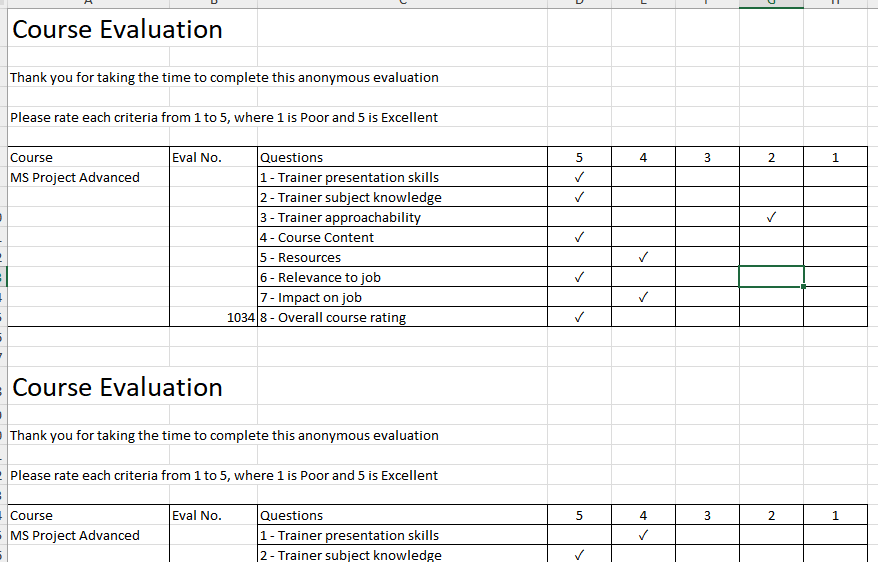 Course Evaluation
Thank you for taking the time to complete this anonymous evaluation
Please rate each criteria from 1 to 5, where 1 is Poor and 5 is Excellent
Course Eval No. Questions 5 4 3 2 1
MS Project Advanced 1 - Trainer presentation skills ✓
2 - Trainer subject knowledge ✓
3 - Trainer approachability ✓
4 - Course Content ✓
5 - Resources ✓
6 - Relevance to job ✓
7 - Impact on job ✓
1034 8 - Overall course rating ✓
Course Evaluation
Thank you for taking the time to complete this anonymous evaluation
Please rate each criteria from 1 to 5, where 1 is Poor and 5 is Excellent
Course Eval No. Questions 5 4 3 2 1
MS Project Advanced 1 - Trainer presentation skills ✓
2 - Trainer subject knowledge ✓